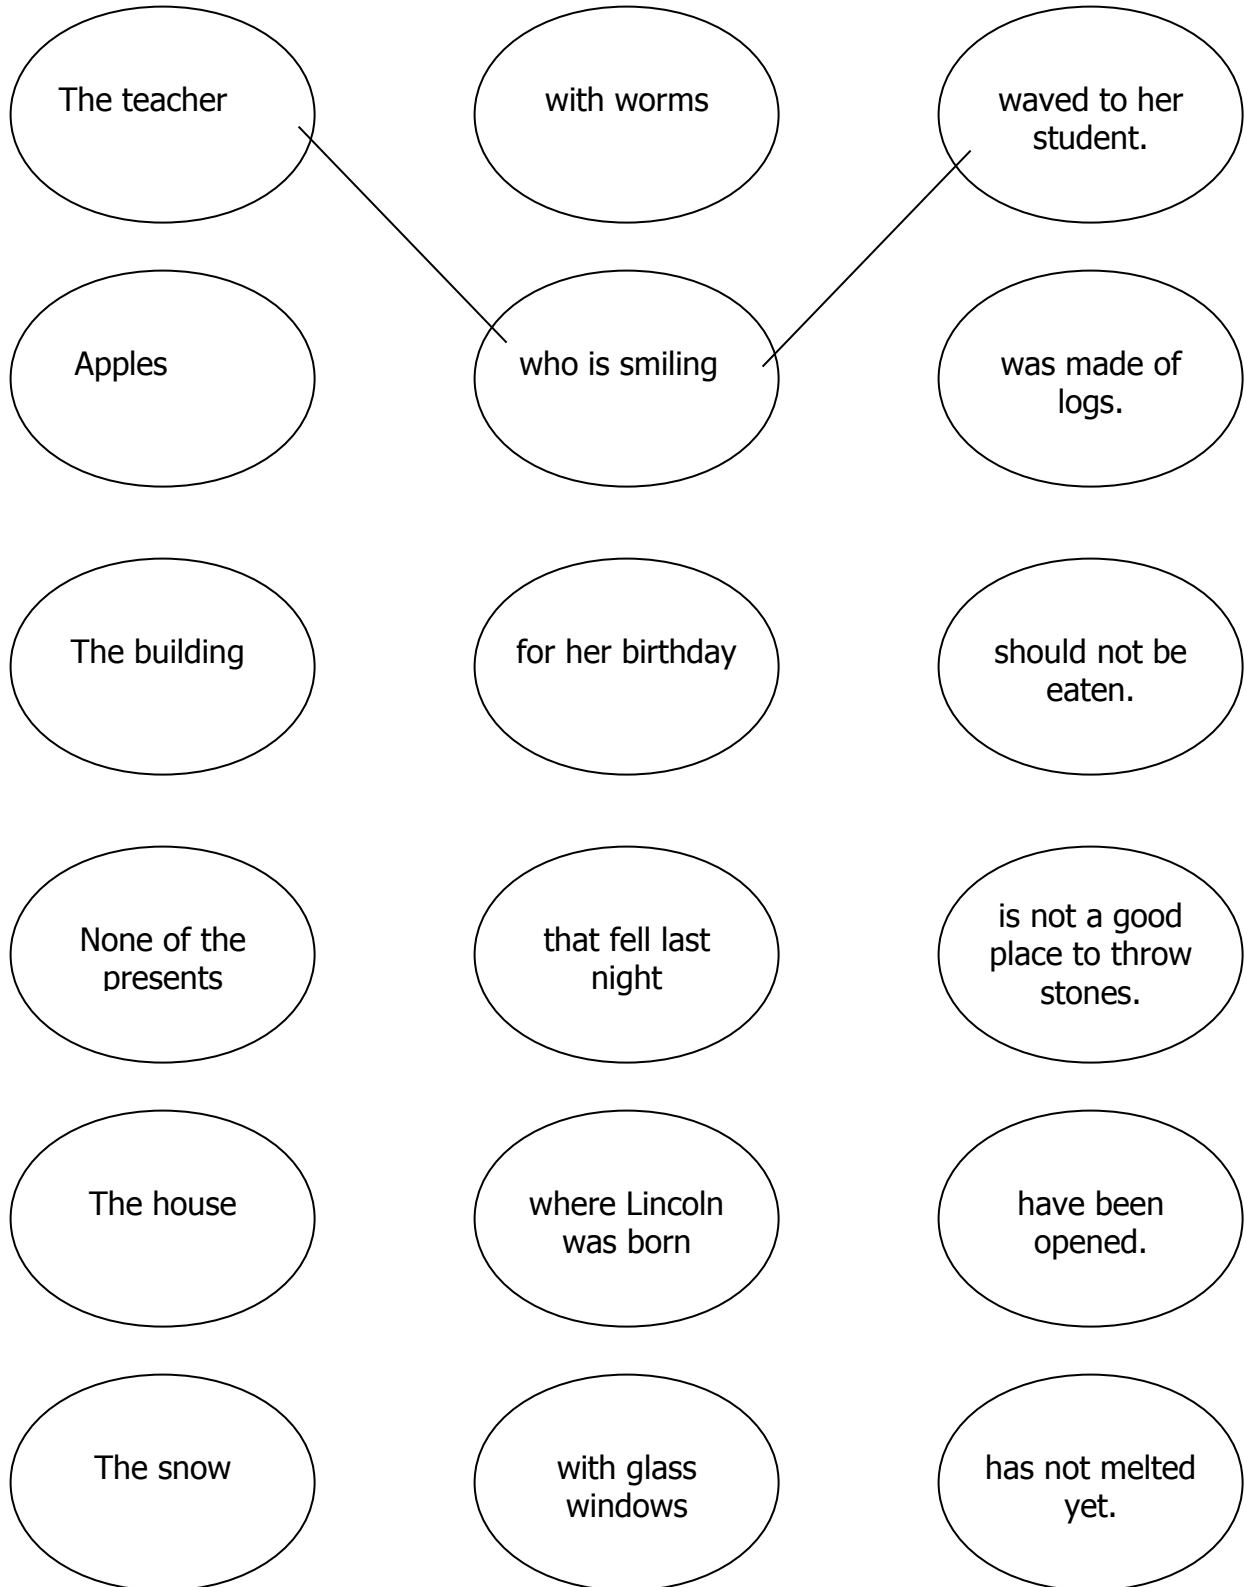 The teacher
with worms
waved to her
student.
Apples
who is smiling
was made of
logs.
The building
for her birthday
should not be
eaten.
None of the
presents
that fell last
night
is not a good
place to throw
stones.
The house
where Lincoln
was born
have been
opened.
The snow
with glass
windows
has not melted
yet.